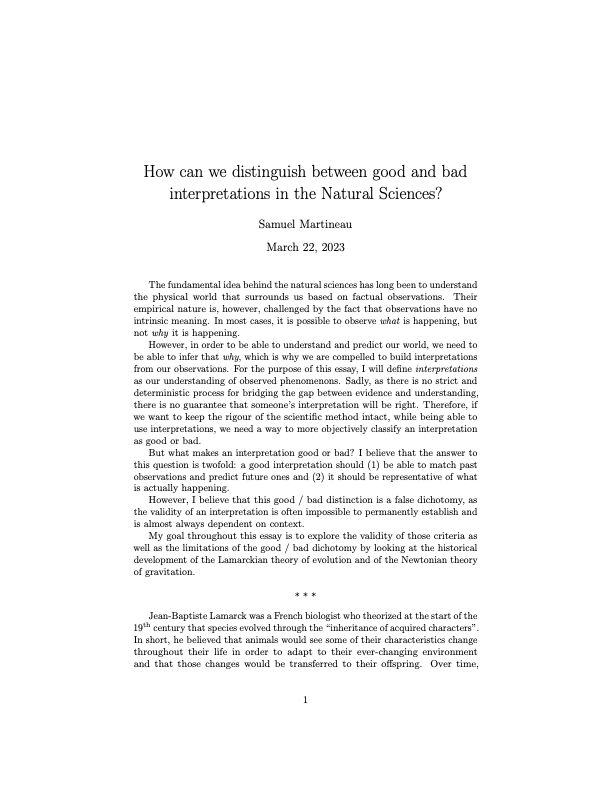 How can we distinguish between good and bad
interpretations in the Natural Sciences?
Samuel Martineau
March 22, 2023
The fundamental idea behind the natural sciences has long been to understand
the physical world that surrounds us based on factual observations. Their
empirical nature is, however, challenged by the fact that observations have no
intrinsic meaning. In most cases, it is possible to observe what is happening, but
not why it is happening.
However, in order to be able to understand and predict our world, we need to
be able to infer that why, which is why we are compelled to build interpretations
from our observations. For the purpose of this essay, I will define interpretations
as our understanding of observed phenomenons. Sadly, as there is no strict and
deterministic process for bridging the gap between evidence and understanding,
there is no guarantee that someone's interpretation will be right. Therefore, if
we want to keep the rigour of the scientific method intact, while being able to
use interpretations, we need a way to more objectively classify an interpretation
as good or bad.
But what makes an interpretation good or bad? I believe that the answer to
this question is twofold: a good interpretation should (1) be able to match past
observations and predict future ones and (2) it should be representative of what
is actually happening.
However, I believe that this good / bad distinction is a false dichotomy, as
the validity of an interpretation is often impossible to permanently establish and
is almost always dependent on context.
My goal throughout this essay is to explore the validity of those criteria as
well as the limitations of the good / bad dichotomy by looking at the historical
development of the Lamarckian theory of evolution and of the Newtonian theory
of gravitation.
* * *
Jean-Baptiste Lamarck was a French biologist who theorized at the start of the
19th century that species evolved through the “inheritance of acquired characters”.
In short, he believed that animals would see some of their characteristics change
throughout their life in order to adapt to their ever-changing environment
and that those changes would be transferred to their offspring. Over time,
1